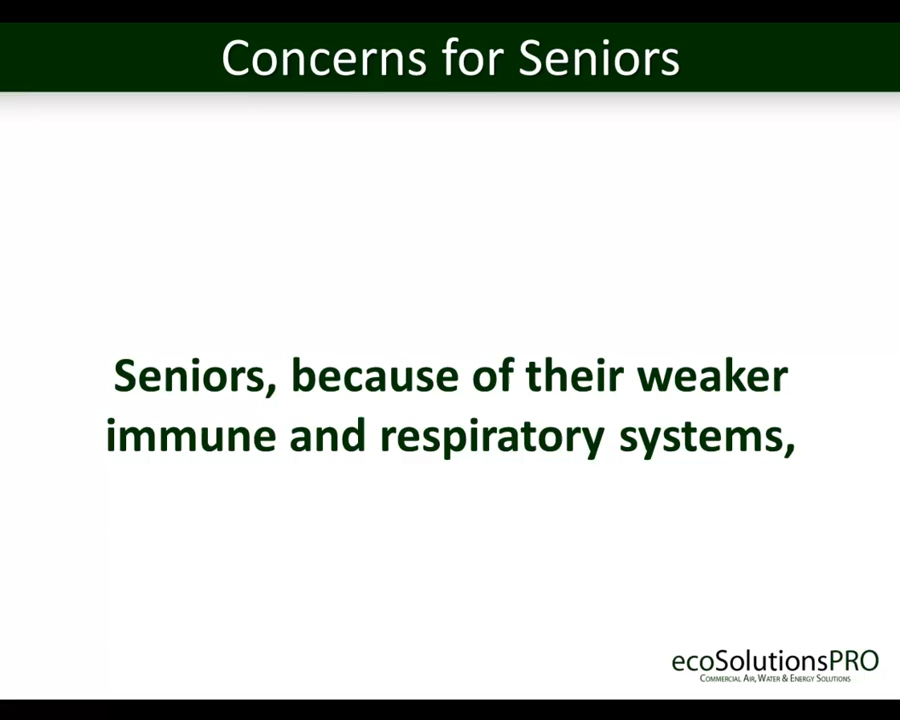 Concerns for Seniors
Seniors, because of their weaker
immune and respiratory systems,
ecoSolutionsPRO
Commercial Air, Water & Energy Solutions